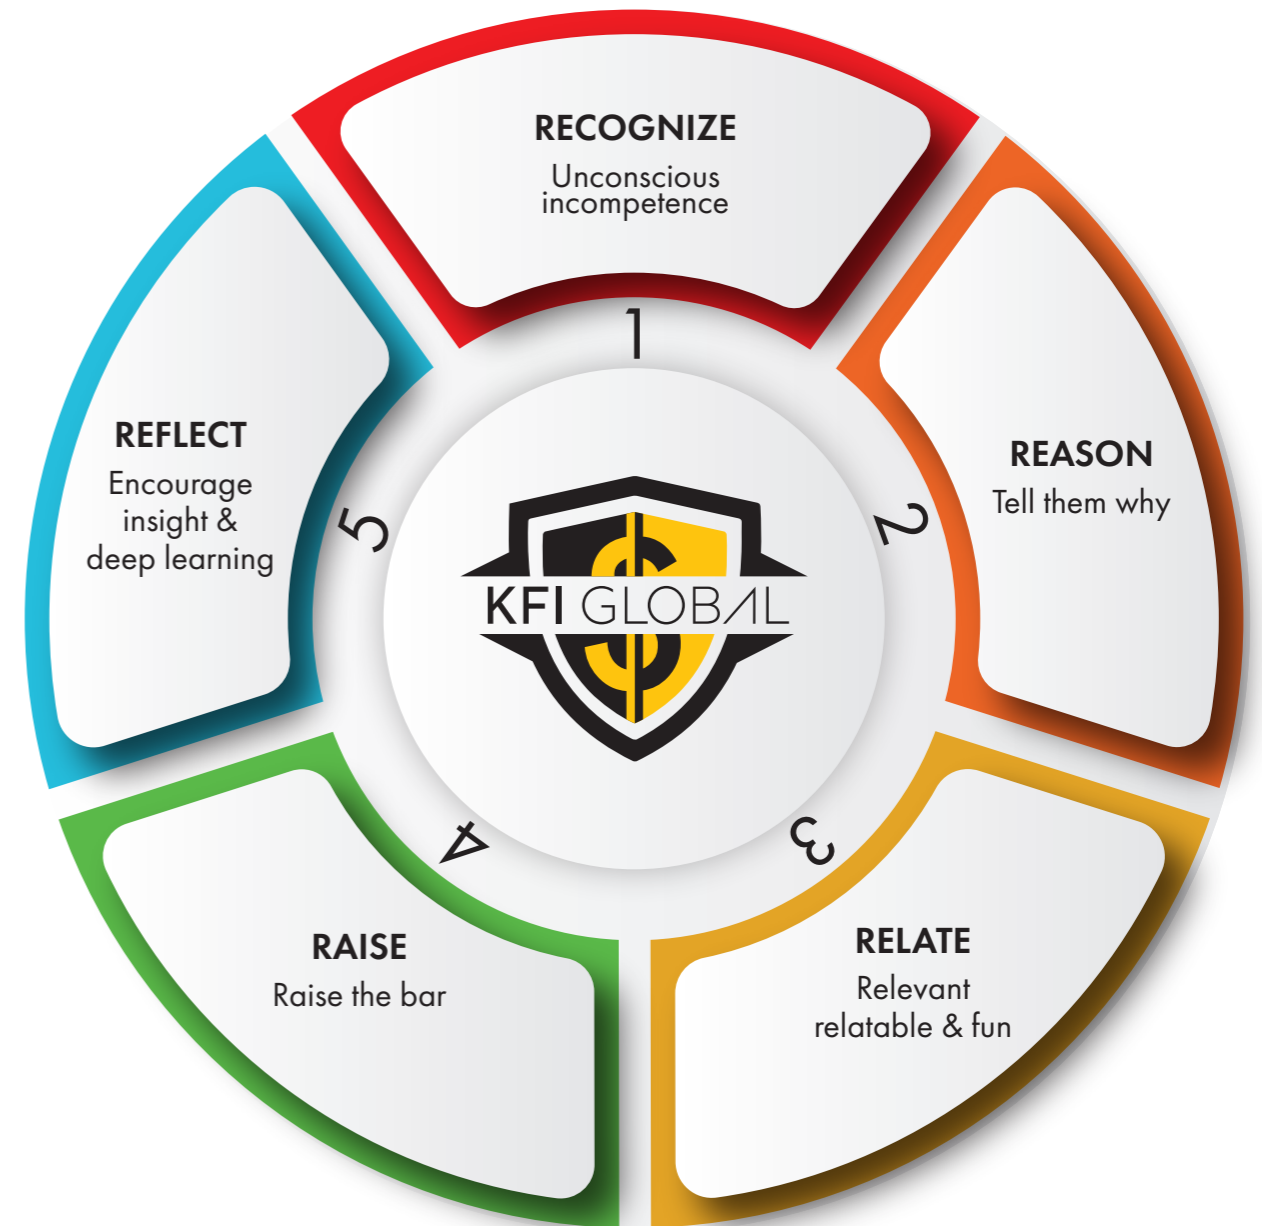 RECOGNIZE
Unconscious
incompetence
1
REASON
Tell them why
2
RELATE
Relevant
relatable & fun
3
RAISE
Raise the bar
4
REFLECT
Encourage
insight &
deep learning
5
$
KFI GLOBAL